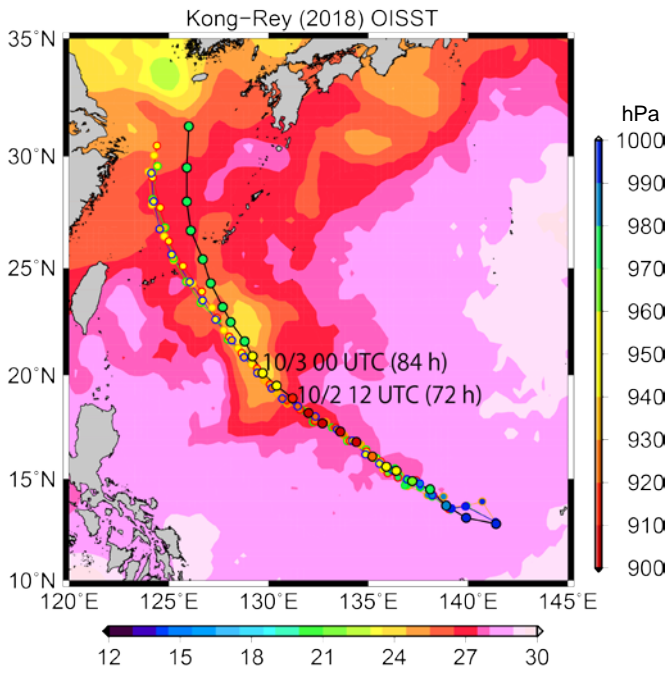 Kong-Rey (2018) OISST
35°N
30°N
25°N
20°N
15°N
10°N
10/3 00 UTC (84 h)
10/2 12 UTC (72 h)
120°E 125°E 130°E 135°E 140°E 145°E
12 15 18 21 24 27 30
hPa
1000
990
980
970
960
950
940
930
920
910
900